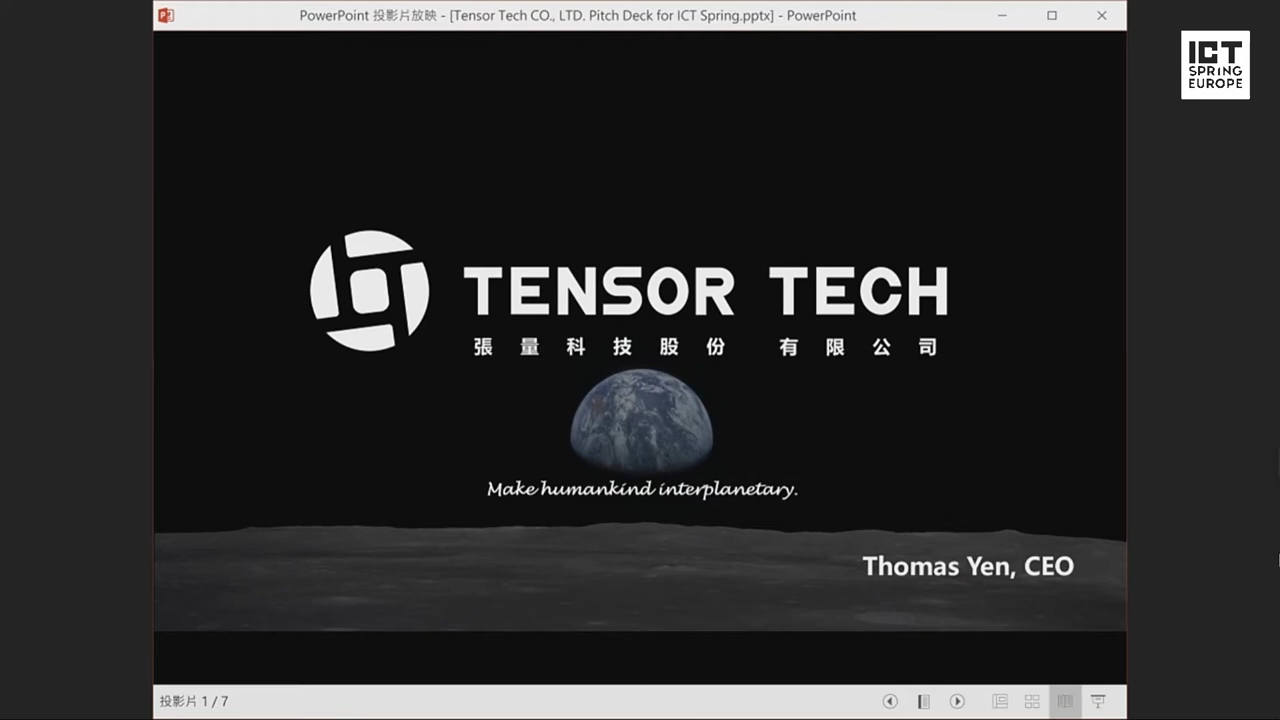 PowerPoint 投影片放映 - [Tensor Tech CO., LTD. Pitch Deck for ICT Spring.pptx] - PowerPoint
ICT
SPRING
EUROPE
TENSOR TECH
張量科技股份 有限公司
Make humankind interplanetary.
Thomas Yen, CEO
投影片 1 / 7